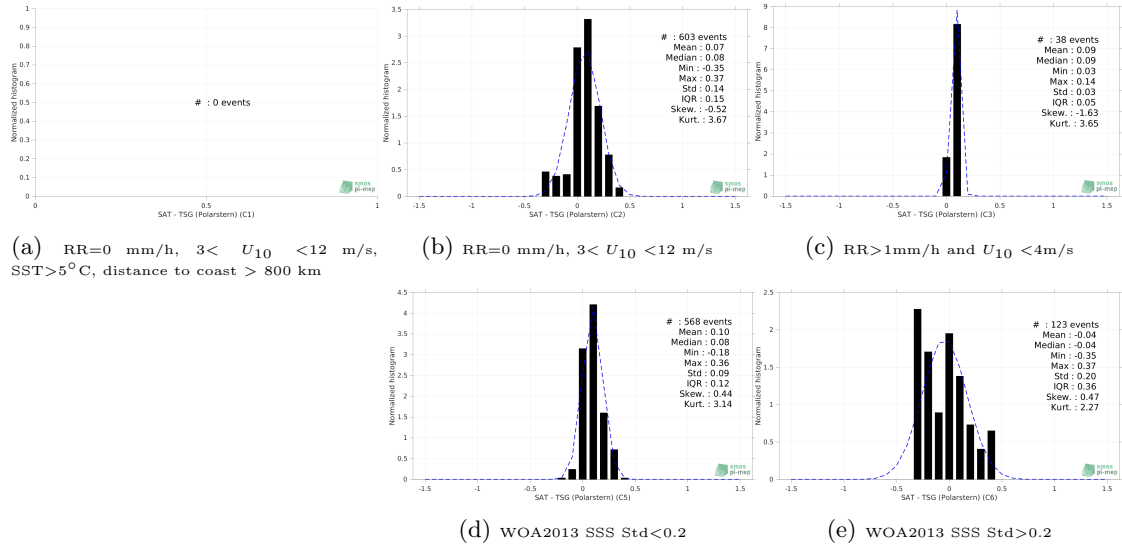 1
0.9
0.8
0.7
0.6
0.5
0.4
0.3
0.2
0.1
0
Normalized histogram
# : 0 events
0 0.5 1
SAT - TSG (Polarstern) (C1)
smos
pi-mep
(a) RR=0 mm/h, 3< U10 <12 m/s,
SST>5°C, distance to coast > 800 km
3.5
3
2.5
2
1.5
1
0.5
0
Normalized histogram
# : 603 events
Mean : 0.07
Median : 0.08
Min : -0.35
Max : 0.37
Std : 0.14
IQR : 0.15
Skew. : -0.52
Kurt. : 3.67
-1.5 -1 -0.5 0 0.5 1 1.5
SAT - TSG (Polarstern) (C2)
smos
pi-mep
(b) RR=0 mm/h, 3< U10 <12 m/s
9
8
7
6
5
4
3
2
1
0
Normalized histogram
# : 38 events
Mean : 0.09
Median : 0.09
Min : 0.03
Max : 0.14
Std : 0.03
IQR : 0.05
Skew. : -1.63
Kurt. : 3.65
-1.5 -1 -0.5 0 0.5 1 1.5
SAT - TSG (Polarstern) (C3)
smos
pi-mep
(c) RR>1mm/h and U10 <4m/s
4.5
4
3.5
3
2.5
2
1.5
1
0.5
0
Normalized histogram
# : 568 events
Mean : 0.10
Median : 0.08
Min : -0.18
Max : 0.36
Std : 0.09
IQR : 0.12
Skew. : 0.44
Kurt. : 3.14
-1.5 -1 -0.5 0 0.5 1 1.5
SAT - TSG (Polarstern) (C5)
smos
pi-mep
(d) WOA2013 SSS Std<0.2
2.5
2
1.5
1
0.5
0
Normalized histogram
# : 123 events
Mean : -0.04
Median : -0.04
Min : -0.35
Max : 0.37
Std : 0.20
IQR : 0.36
Skew. : 0.47
Kurt. : 2.27
-1.5 -1 -0.5 0 0.5 1 1.5
SAT - TSG (Polarstern) (C6)
smos
pi-mep
(e) WOA2013 SSS Std>0.2